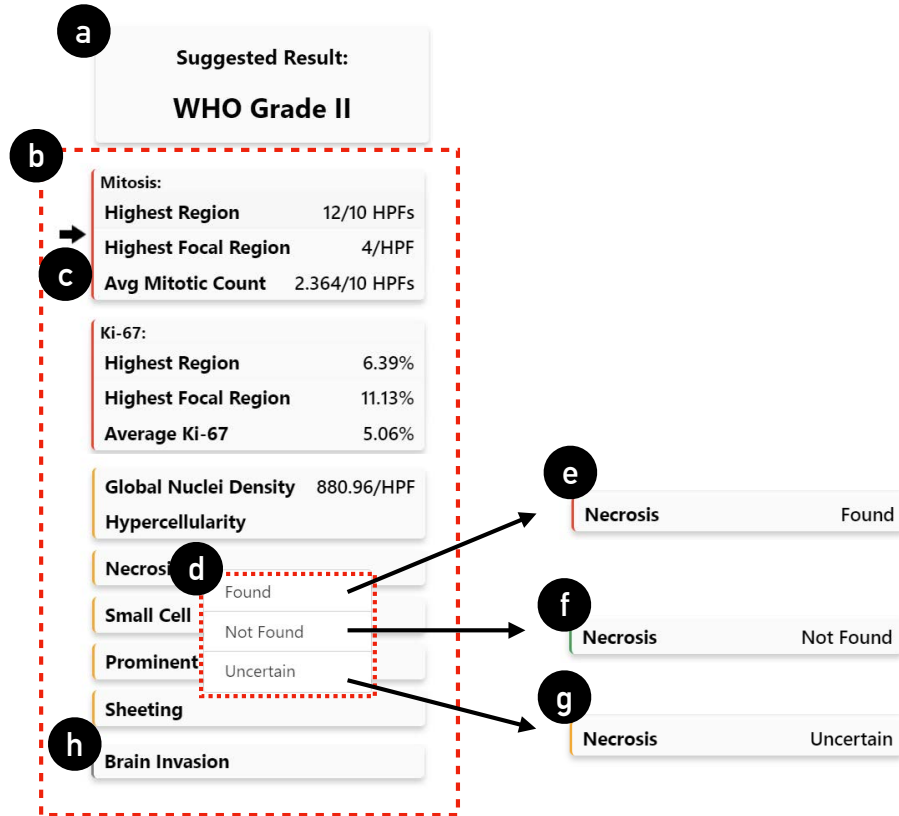 a
Suggested Result:
WHO Grade II
b
Mitosis:
Highest Region 12/10 HPFs
Highest Focal Region 4/HPF
c
Avg Mitotic Count 2.364/10 HPFs
Ki-67:
Highest Region 6.39%
Highest Focal Region 11.13%
Average Ki-67 5.06%
Global Nuclei Density 880.96/HPF
Hypercellularity
e
Necrosis Found
Necrosi
d
Found
Small Cell
Not Found
f
Necrosis Not Found
Prominent
Uncertain
g
Sheeting
Necrosis Uncertain
h
Brain Invasion